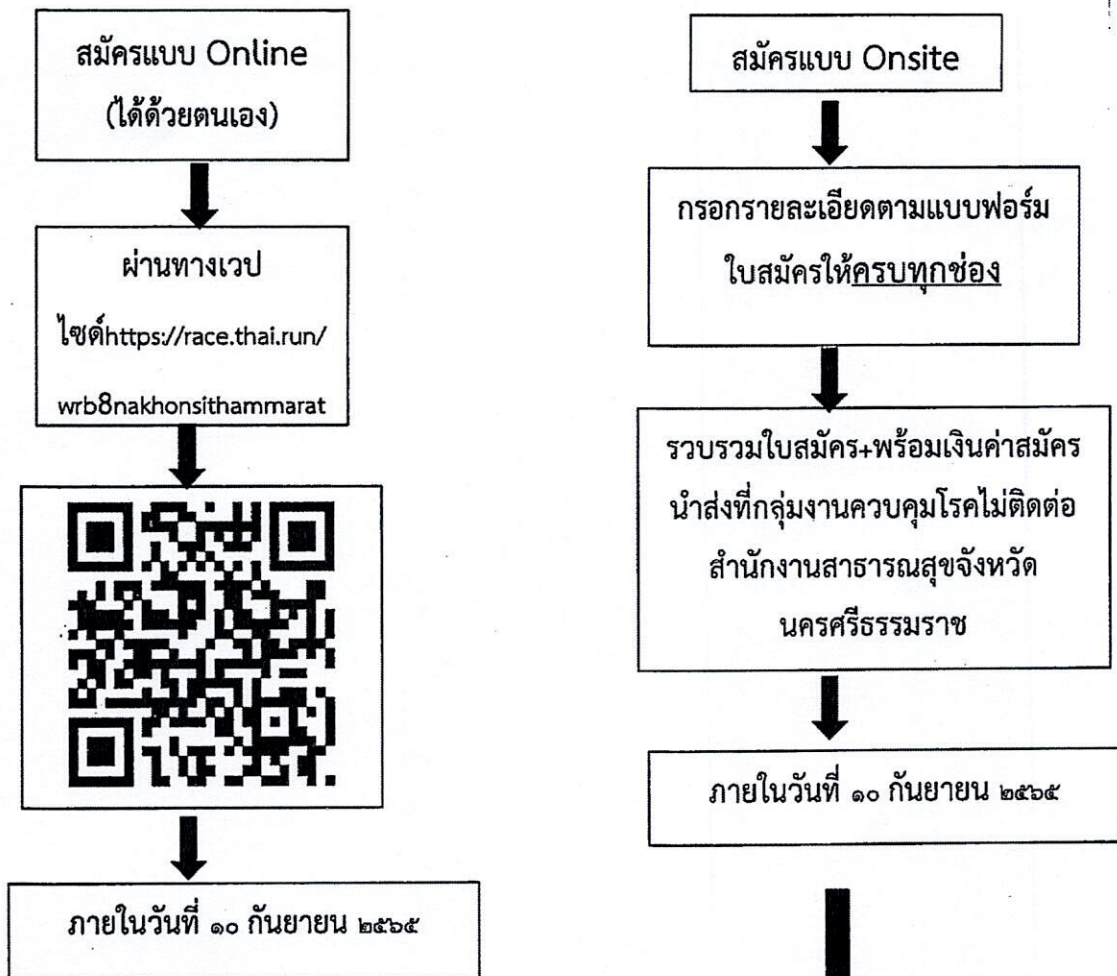 สมัครแบบ Online
(ได้ด้วยตนเอง)
ผ่านทางเวป
ไซด์https://race.thai.run/
wrb8nakhonsithammarat
ภายในวันที่ ๑๐ กันยายน ๒๕๖๕
สมัครแบบ Onsite
กรอกรายละเอียดตามแบบฟอร์ม
ใบสมัครให้ครบทุกช่อง
รวบรวมใบสมัคร+พร้อมเงินค่าสมัคร
นำส่งที่กลุ่มงานควบคุมโรคไม่ติดต่อ
สำนักงานสาธารณสุขจังหวัด
นครศรีธรรมราช
ภายในวันที่ ๑๐ กันยายน ๒๕๖๕